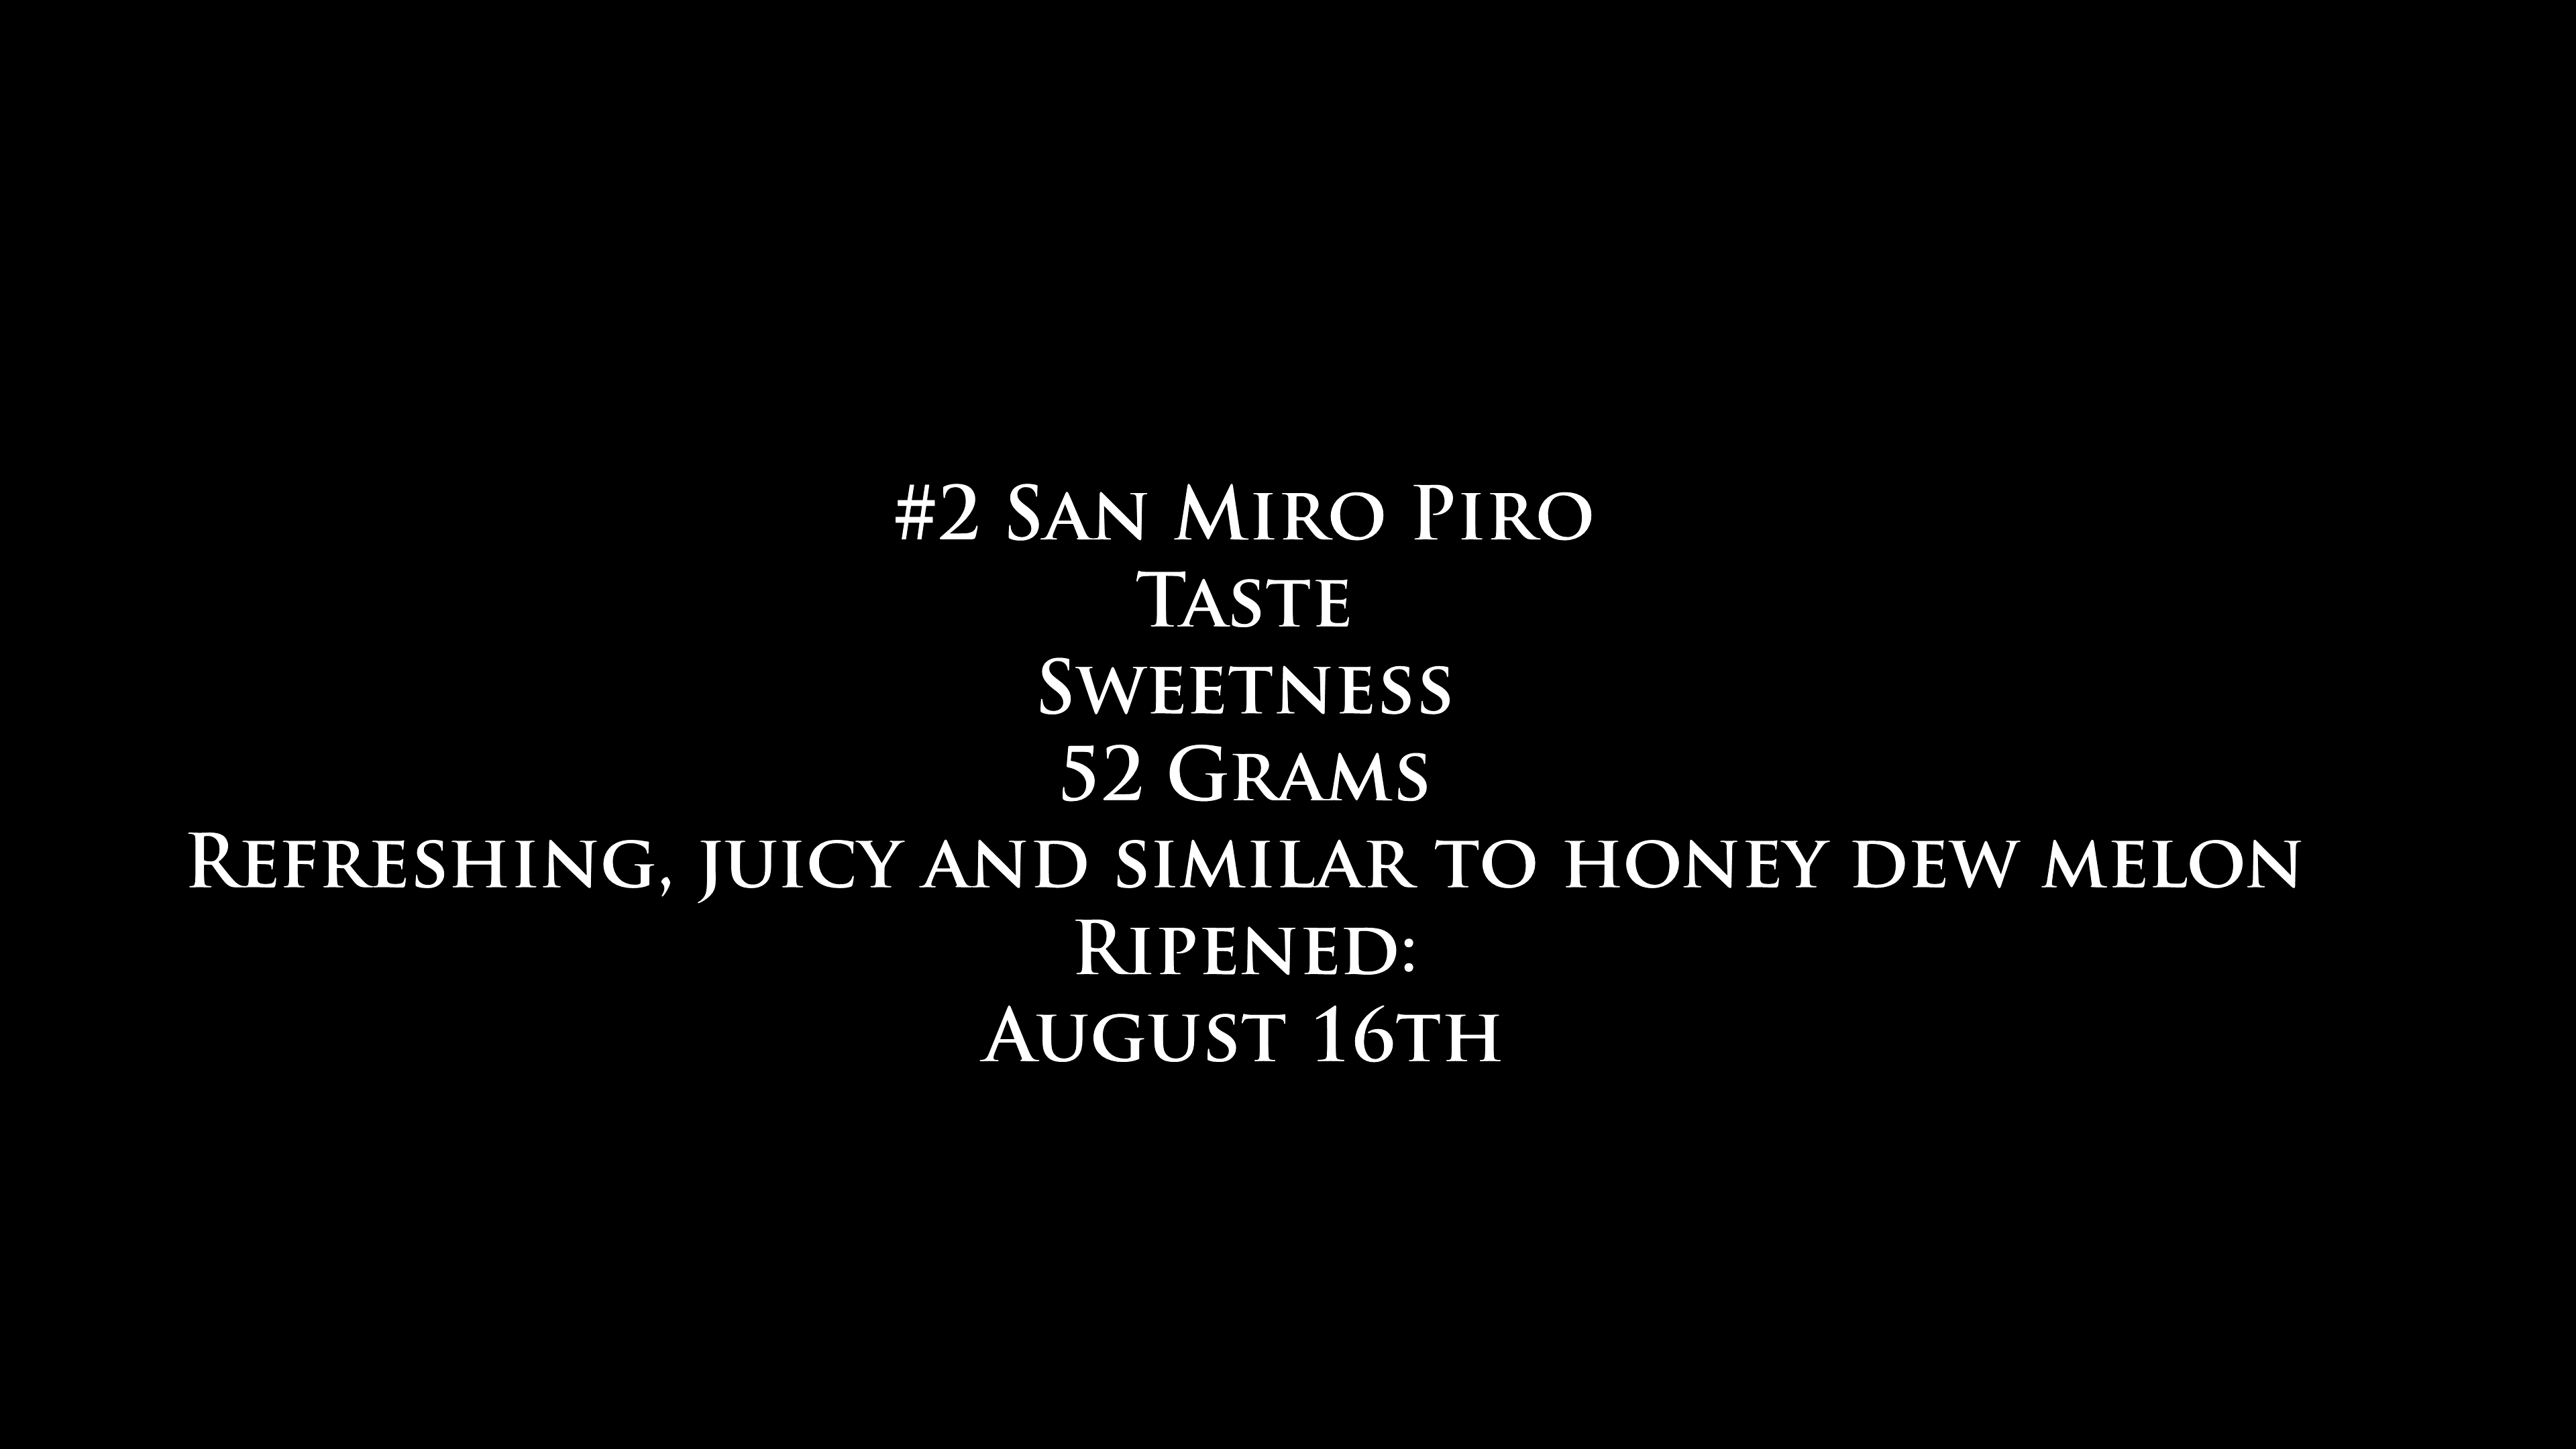 #2 San Miro Piro
Taste
Sweetness
52 Grams
Refreshing, juicy and similar to honey dew melon
Ripened:
August 16th